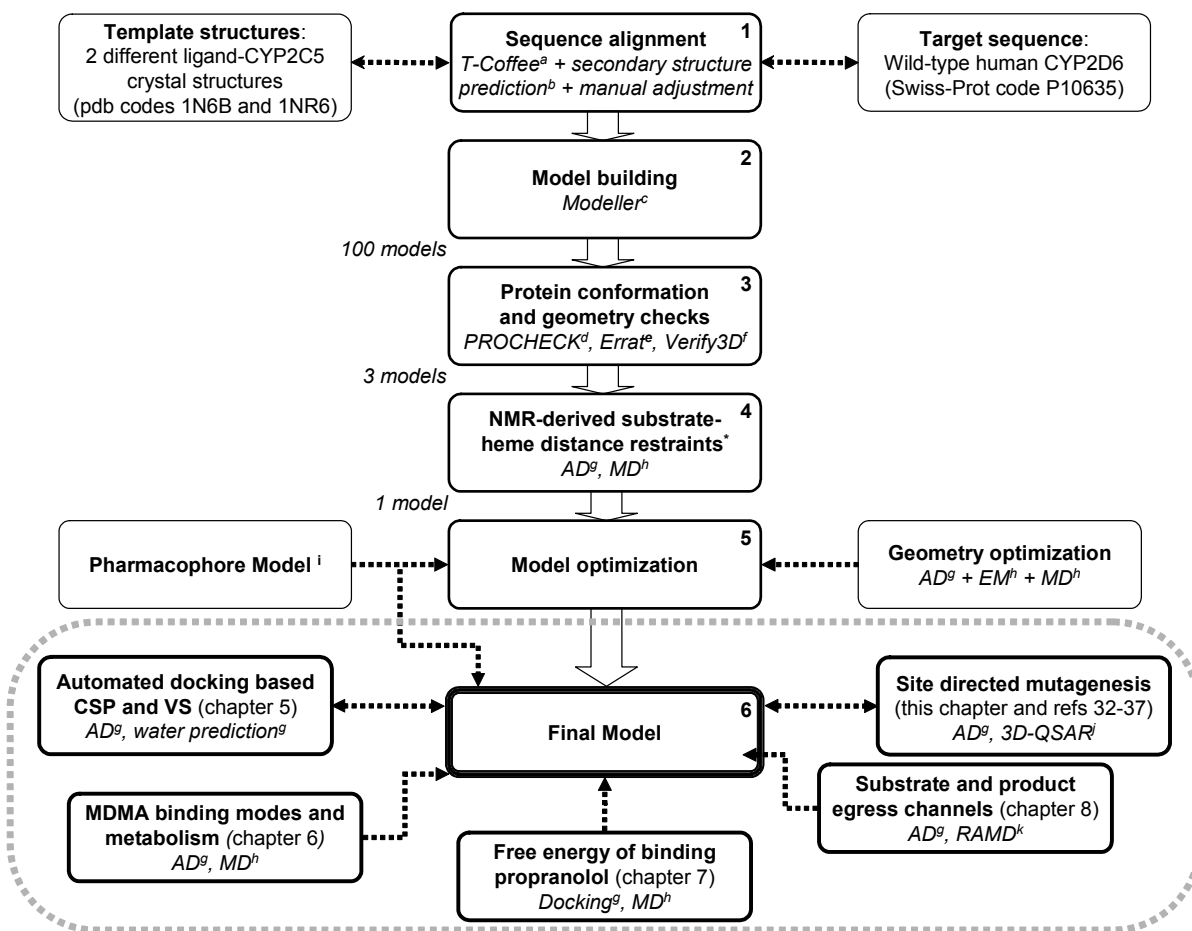 Template structures:
2 different ligand-CYP2C5
crystal structures
(pdb codes 1N6B and 1NR6)
1
Sequence alignment
T-Coffeeᵃ + secondary structure
predictionᵇ + manual adjustment
Target sequence:
Wild-type human CYP2D6
(Swiss-Prot code P10635)
2
Model building
Modellerᶜ
100 models
3
Protein conformation
and geometry checks
PROCHECKᵈ, Erratᵉ, Verify3Dᶠ
3 models
4
NMR-derived substrate-
heme distance restraints*
ADᵍ, MDʰ
1 model
Pharmacophore Model ⁱ
5
Model optimization
Geometry optimization
ADᵍ + EMʰ + MDʰ
Automated docking based
CSP and VS (chapter 5)
ADᵍ, water predictionᵍ
6
Final Model
Site directed mutagenesis
(this chapter and refs 32-37)
ADᵍ, 3D-QSARʲ
MDMA binding modes and
metabolism (chapter 6)
ADᵍ, MDʰ
Free energy of binding
propranolol (chapter 7)
Dockingᵍ, MDʰ
Substrate and product
egress channels (chapter 8)
ADᵍ, RAMDᵏ